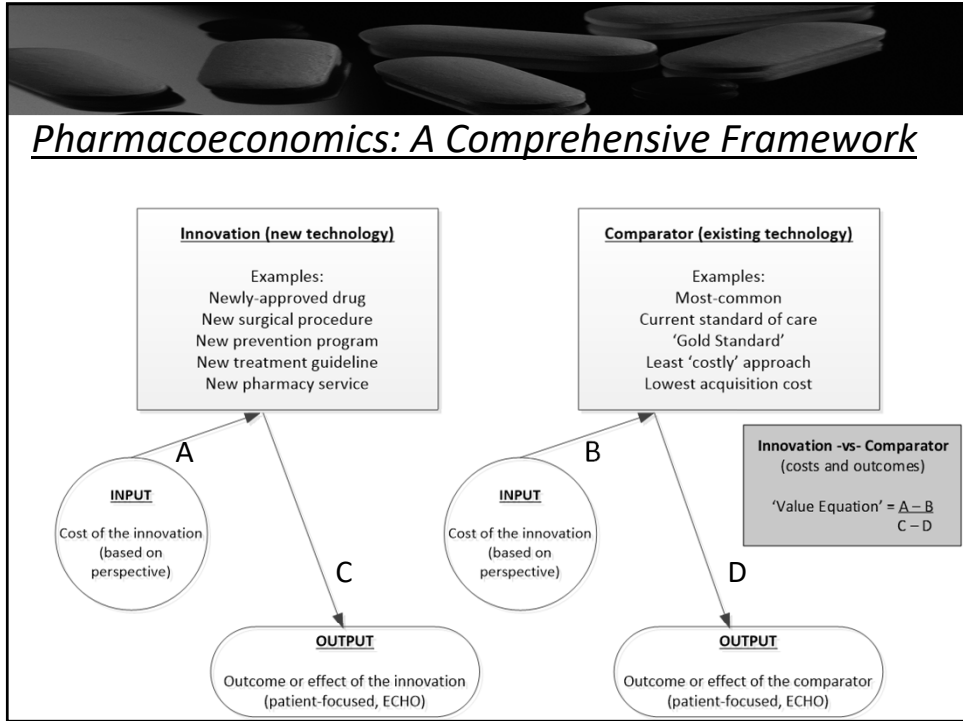 Pharmacoeconomics: A Comprehensive Framework
Innovation (new technology)
Examples:
Newly-approved drug
New surgical procedure
New prevention program
New treatment guideline
New pharmacy service
Comparator (existing technology)
Examples:
Most-common
Current standard of care
‘Gold Standard’
Least ‘costly’ approach
Lowest acquisition cost
A
B
INPUT
Cost of the innovation
(based on
perspective)
INPUT
Cost of the innovation
(based on
perspective)
Innovation -vs- Comparator
(costs and outcomes)
‘Value Equation’ = A – B
C – D
C
D
OUTPUT
Outcome or effect of the innovation
(patient-focused, ECHO)
OUTPUT
Outcome or effect of the comparator
(patient-focused, ECHO)